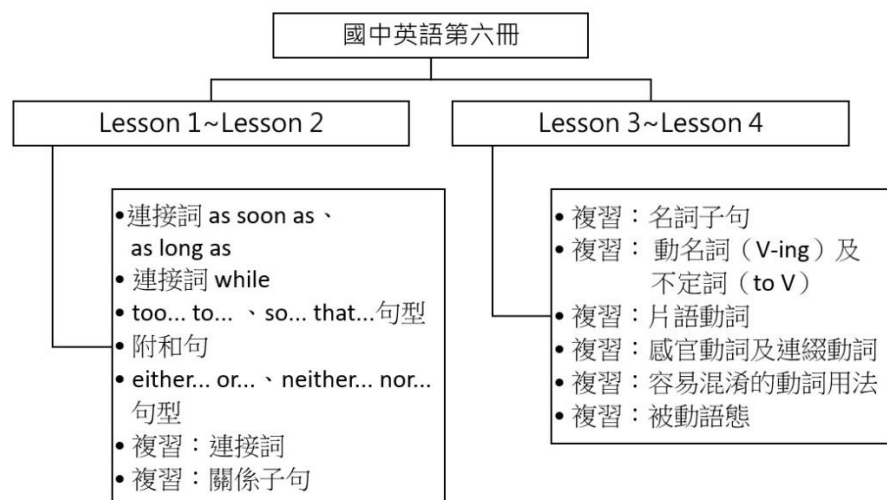 國中英語第六冊
Lesson 1~Lesson 2
•連接詞 as soon as、
as long as
• 連接詞 while
• too... to... 、so... that...句型
• 附和句
• either... or...、neither... nor...
句型
• 複習：連接詞
• 複習：關係子句
Lesson 3~Lesson 4
• 複習：名詞子句
• 複習： 動名詞（V-ing）及
不定詞（to V）
• 複習：片語動詞
• 複習：感官動詞及連綴動詞
• 複習：容易混淆的動詞用法
• 複習：被動語態